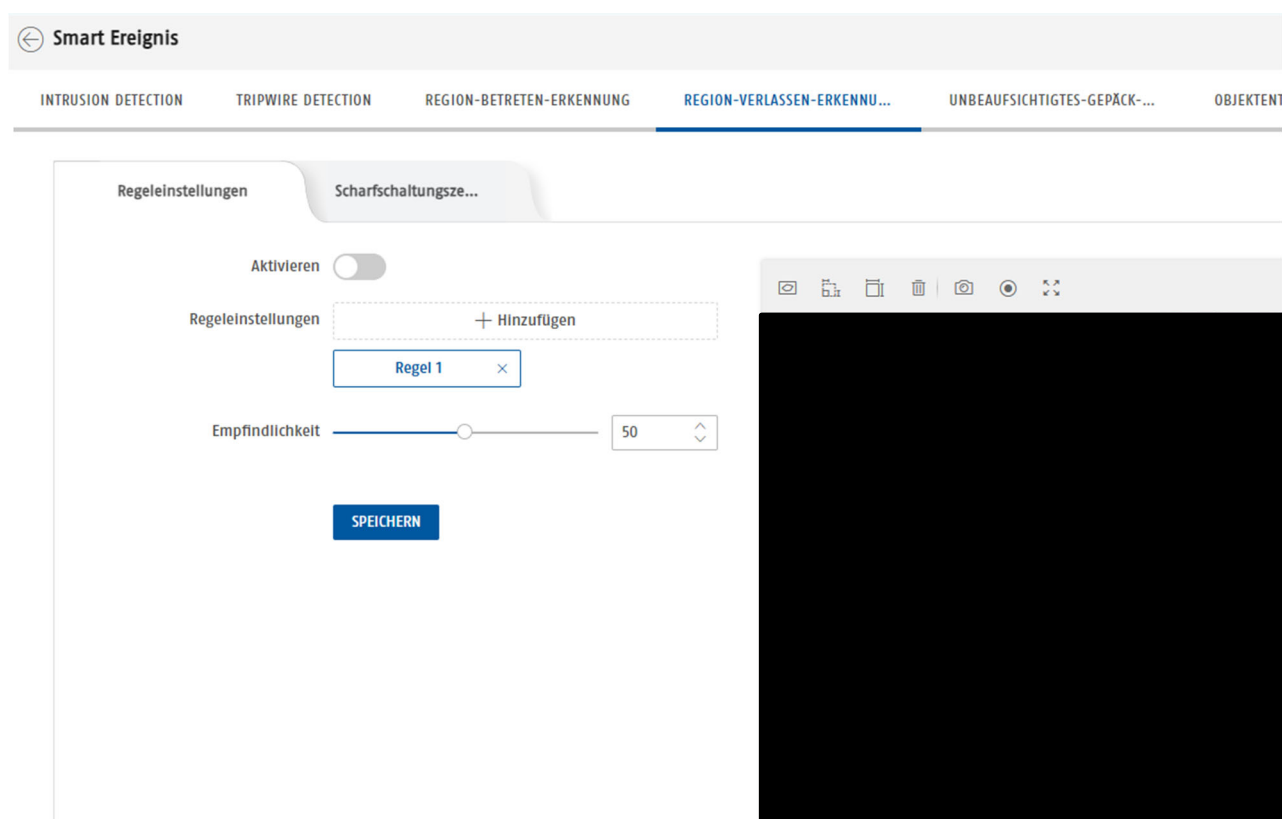 Smart Ereignis
INTRUSION DETECTION TRIPWIRE DETECTION REGION-BETRETEN-ERKENNUNG REGION-VERLASSEN-ERKENNU... UNBEAUFSICHTIGTES-GEPÄCK-... OBJEKTENT
Regeleinstellungen Scharfschaltungsze...
Aktivieren
Regeleinstellungen + Hinzufügen
Regel 1 ×
Empfindlichkeit 50
SPEICHERN